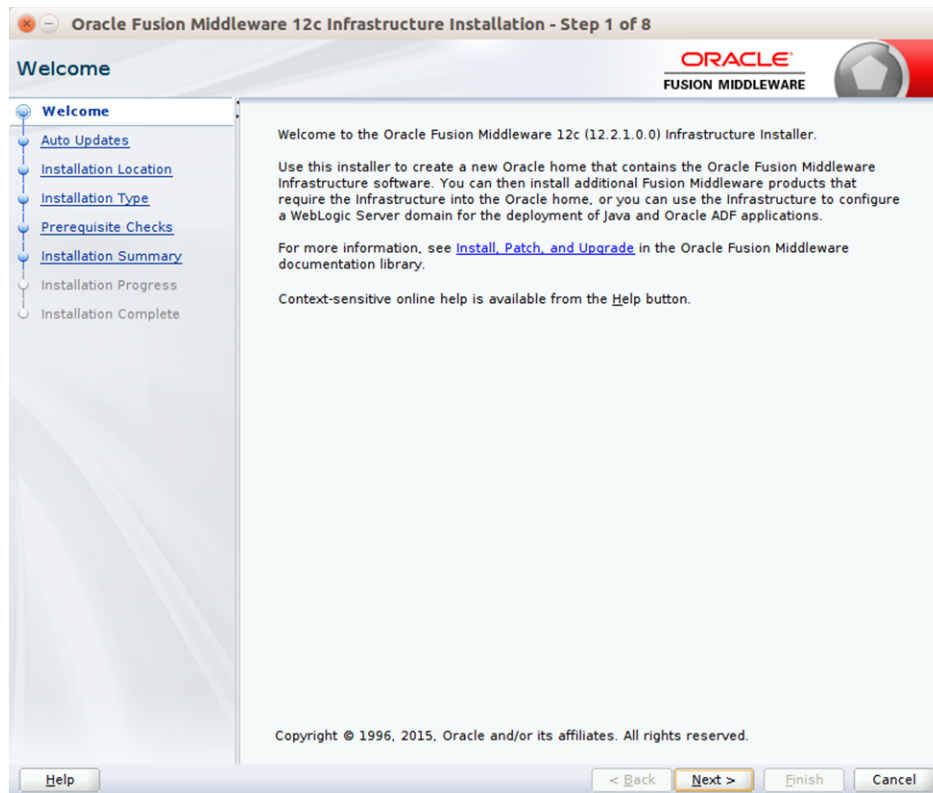 Oracle Fusion Middleware 12c Infrastructure Installation - Step 1 of 8
Welcome
ORACLE
FUSION MIDDLEWARE
Welcome
Auto Updates
Installation Location
Installation Type
Prerequisite Checks
Installation Summary
Installation Progress
Installation Complete
Welcome to the Oracle Fusion Middleware 12c (12.2.1.0.0) Infrastructure Installer.
Use this installer to create a new Oracle home that contains the Oracle Fusion Middleware
Infrastructure software. You can then install additional Fusion Middleware products that
require the Infrastructure into the Oracle home, or you can use the Infrastructure to configure
a WebLogic Server domain for the deployment of Java and Oracle ADF applications.
For more information, see Install, Patch, and Upgrade in the Oracle Fusion Middleware
documentation library.
Context-sensitive online help is available from the Help button.
Copyright © 1996, 2015, Oracle and/or its affiliates. All rights reserved.
Help
< Back
Next >
Finish
Cancel